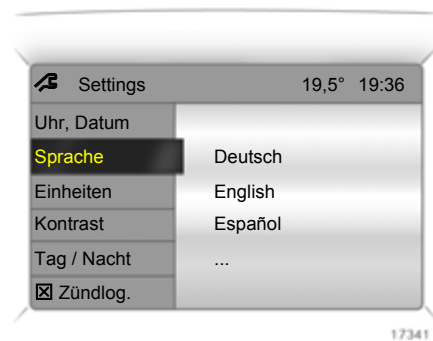 Settings 19,5° 19:36
Uhr, Datum
Sprache Deutsch
Einheiten English
Kontrast Español
Tag / Nacht ...
Zündlog.
17341